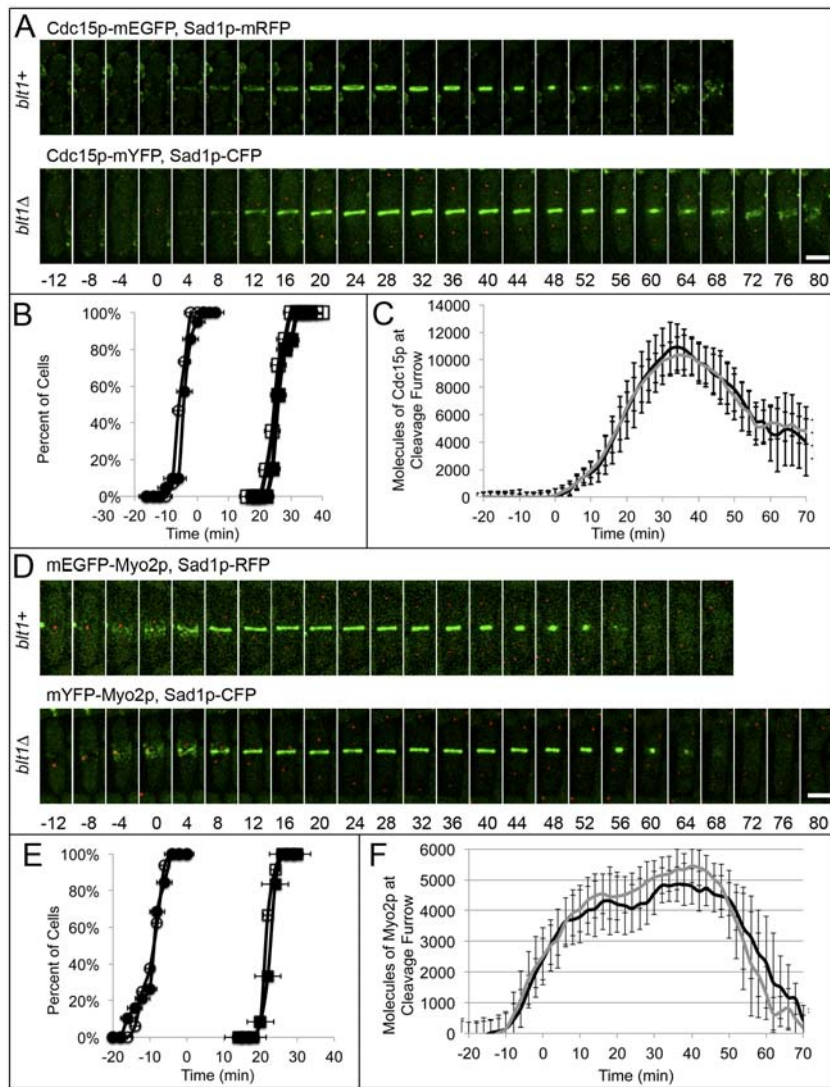 A
Cdc15p-mEGFP, Sad1p-mRFP
blt1+
Cdc15p-mYFP, Sad1p-CFP
blt1Δ
-12 -8 -4 0 4 8 12 16 20 24 28 32 36 40 44 48 52 56 60 64 68 72 76 80
B
100%
80%
60%
40%
20%
0%
Percent of Cells
-30 -20 -10 0 10 20 30 40
Time (min)
C
14000
12000
10000
8000
6000
4000
2000
0
Molecules of Cdc15p at
Cleavage Furrow
-20 -10 0 10 20 30 40 50 60 70
Time (min)
D
mEGFP-Myo2p, Sad1p-RFP
blt1+
mYFP-Myo2p, Sad1p-CFP
blt1Δ
-12 -8 -4 0 4 8 12 16 20 24 28 32 36 40 44 48 52 56 60 64 68 72 76 80
E
100%
80%
60%
40%
20%
0%
Percent of Cells
-20 -10 0 10 20 30 40
Time (min)
F
6000
5000
4000
3000
2000
1000
0
Molecules of Myo2p at
Cleavage Furrow
-20 -10 0 10 20 30 40 50 60 70
Time (min)